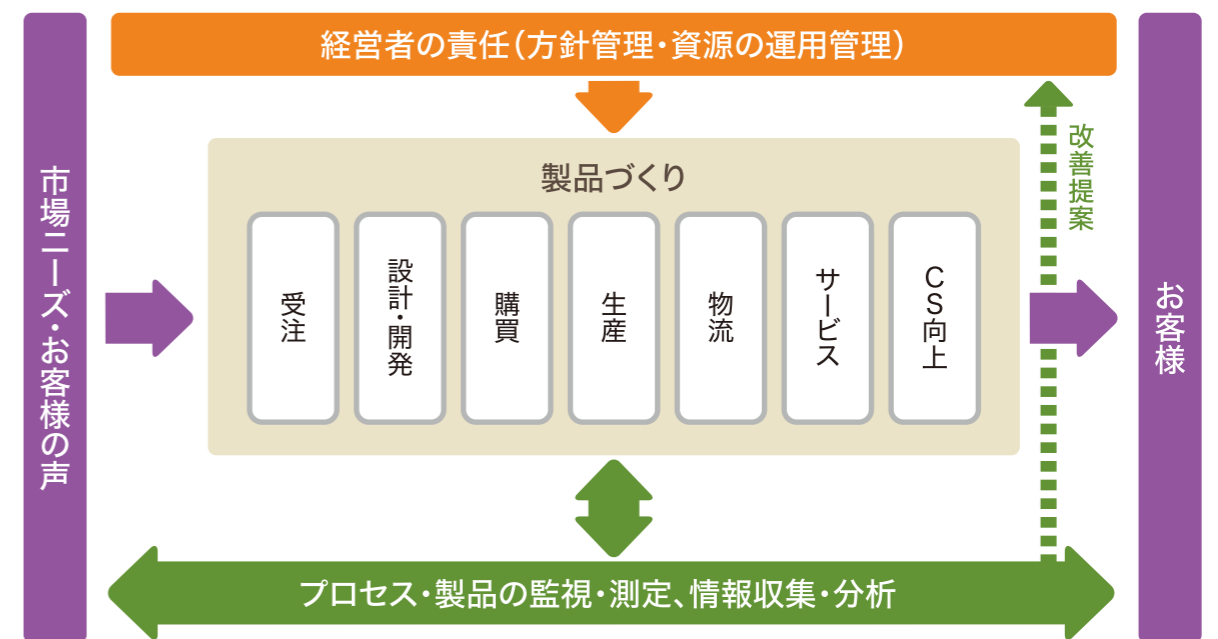 経営者の責任（方針管理・資源の運用管理）
市場ニーズ・お客様の声
製品づくり
受注
設計・開発
購買
生産
物流
サービス
CS向上
改善提案
お客様
プロセス・製品の監視・測定、情報収集・分析